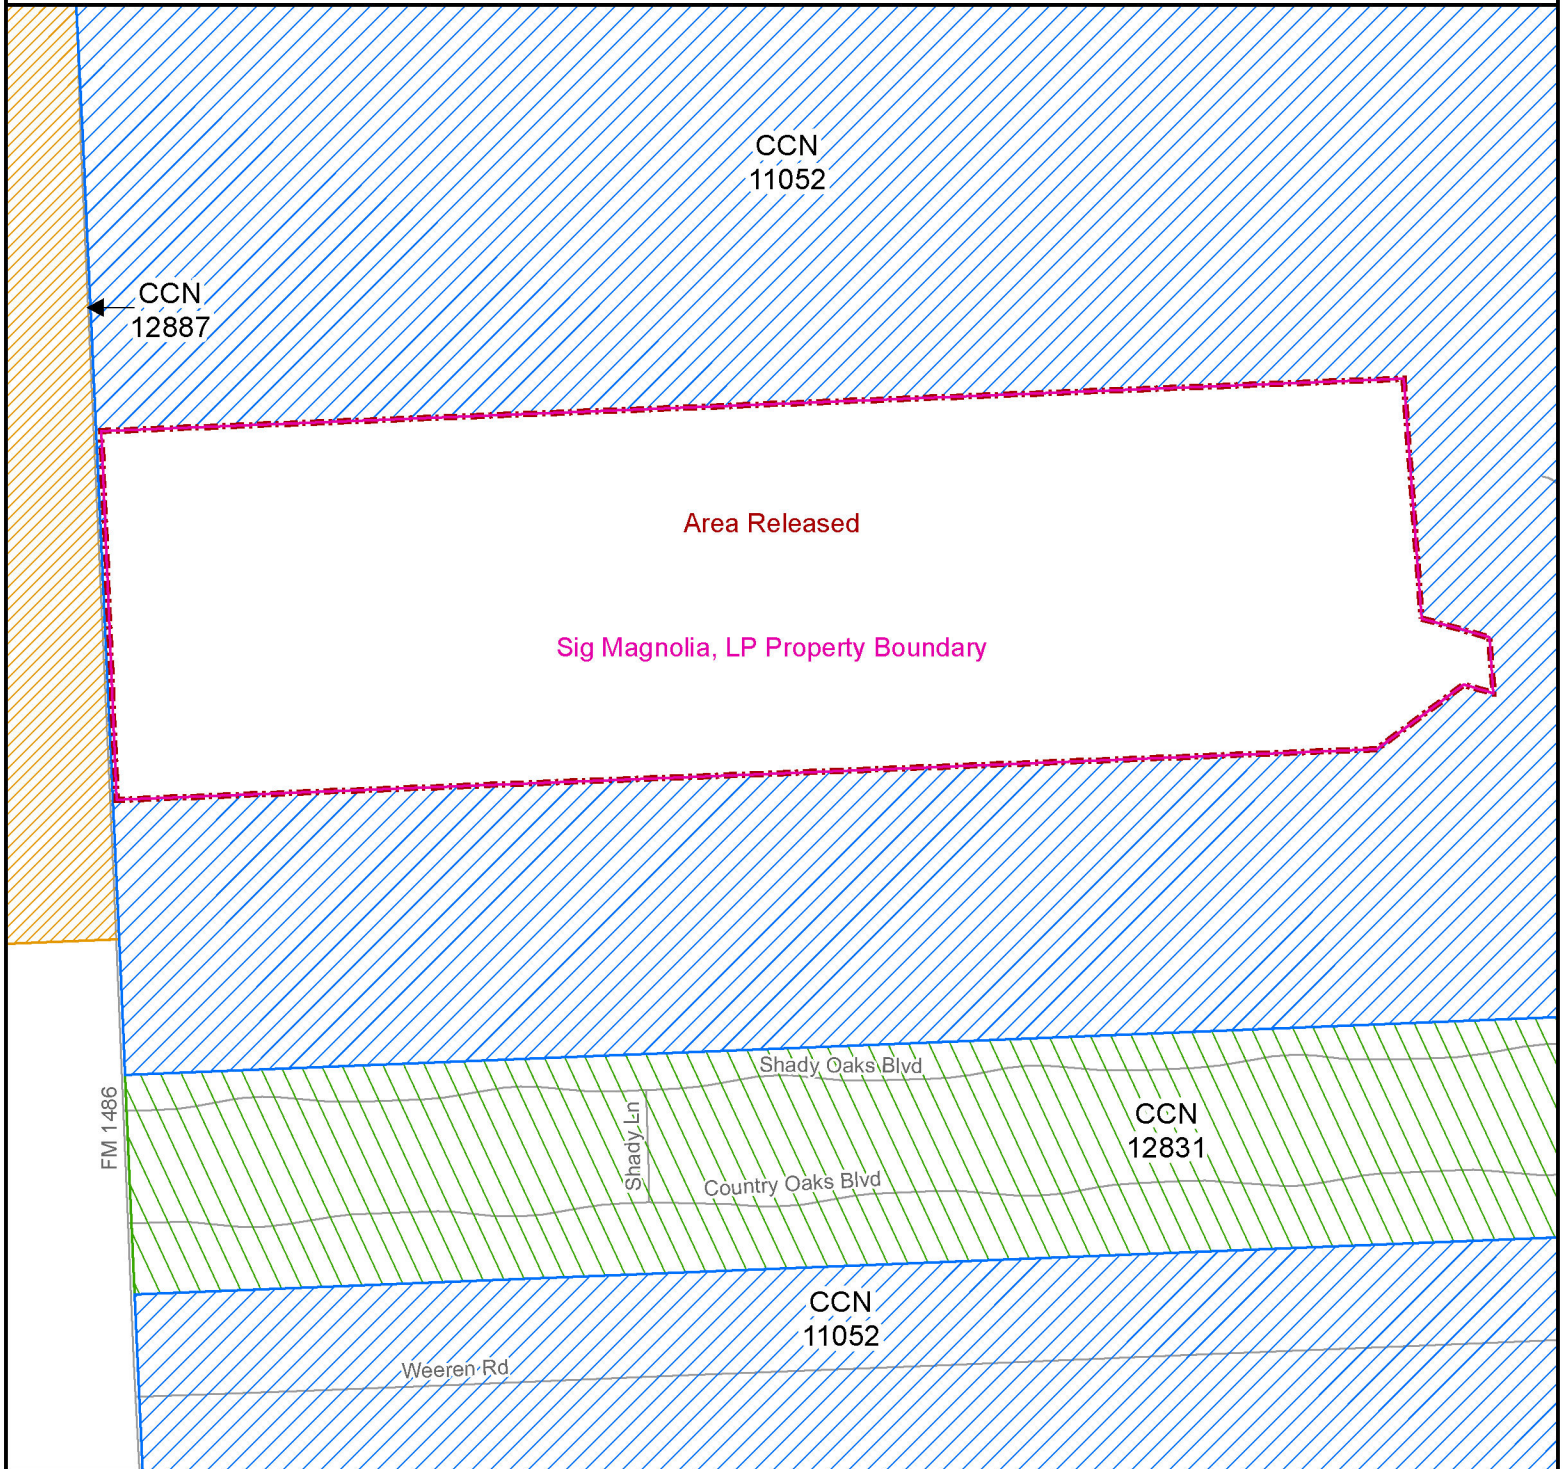 CCN
11052
CCN
12887
Area Released
Sig Magnolia, LP Property Boundary
Shady Oaks Blvd
FM 1486
Shady Ln
CCN
12831
Country Oaks Blvd
CCN
11052
Weeren Rd